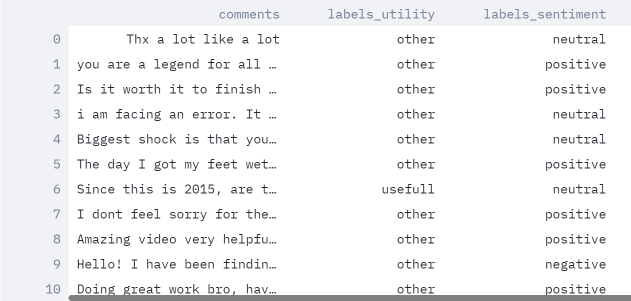 comments labels_utility labels_sentiment
0 Thx a lot like a lot other neutral
1 you are a legend for all … other positive
2 Is it worth it to finish … other positive
3 i am facing an error. It … other neutral
4 Biggest shock is that you… other neutral
5 The day I got my feet wet… other positive
6 Since this is 2015, are t… usefull neutral
7 I dont feel sorry for the… other positive
8 Amazing video very helpfu… other positive
9 Hello! I have been findin… other negative
10 Doing great work bro, hav… other positive